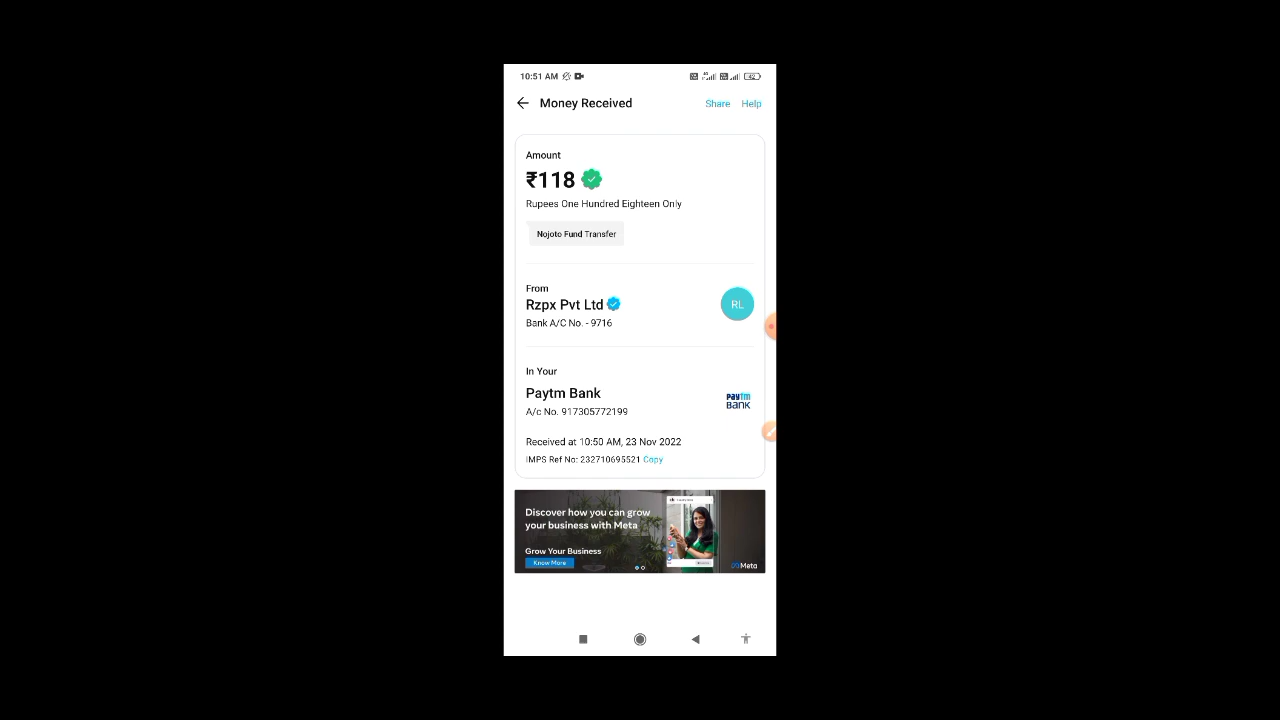 10:51 AM
42
Money Received
Share Help
Amount
₹118
Rupees One Hundred Eighteen Only
Nojoto Fund Transfer
From
Rzpx Pvt Ltd
RL
Bank A/C No. - 9716
In Your
Paytm Bank
paytm
BANK
A/c No. 917305772199
Received at 10:50 AM, 23 Nov 2022
IMPS Ref No: 232710695521 Copy
Discover how you can grow
your business with Meta
Grow Your Business
Know More
Meta